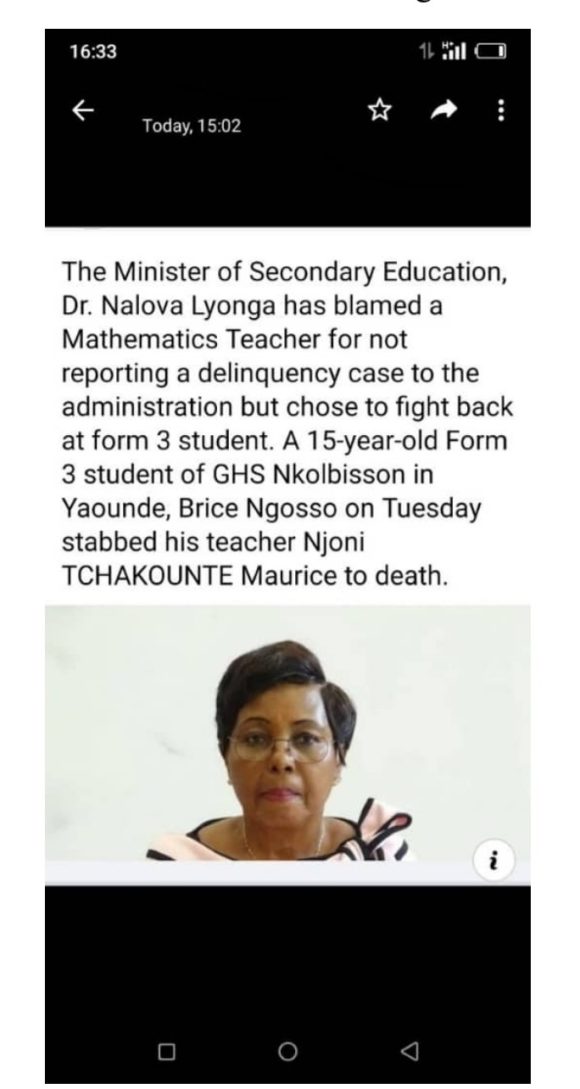 16:33
Today, 15:02
The Minister of Secondary Education,
Dr. Nalova Lyonga has blamed a
Mathematics Teacher for not
reporting a delinquency case to the
administration but chose to fight back
at form 3 student. A 15-year-old Form
3 student of GHS Nkolbisson in
Yaounde, Brice Ngosso on Tuesday
stabbed his teacher Njoni
TCHAKOUNTE Maurice to death.